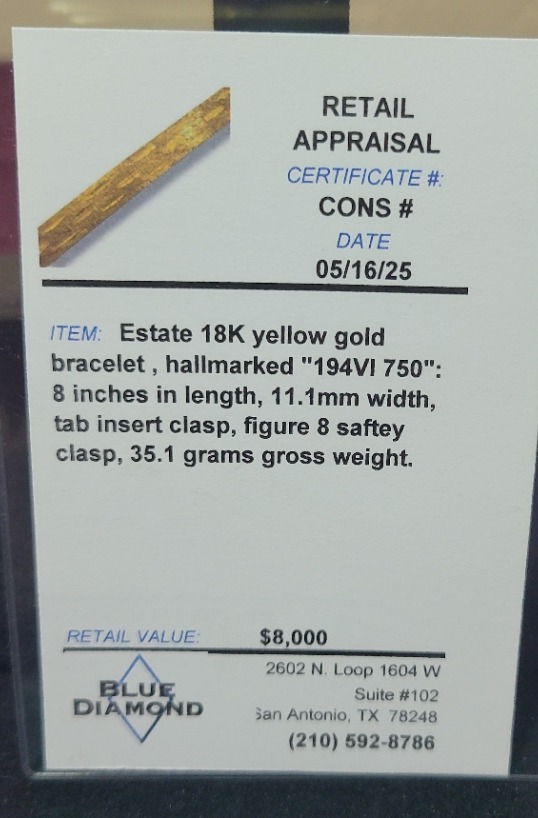 RETAIL
APPRAISAL
CERTIFICATE #:
CONS #
DATE
05/16/25
ITEM: Estate 18K yellow gold
bracelet , hallmarked "194VI 750":
8 inches in length, 11.1mm width,
tab insert clasp, figure 8 saftey
clasp, 35.1 grams gross weight.
RETAIL VALUE: $8,000
BLUE
DIAMOND
2602 N. Loop 1604 W
Suite #102
San Antonio, TX 78248
(210) 592-8786